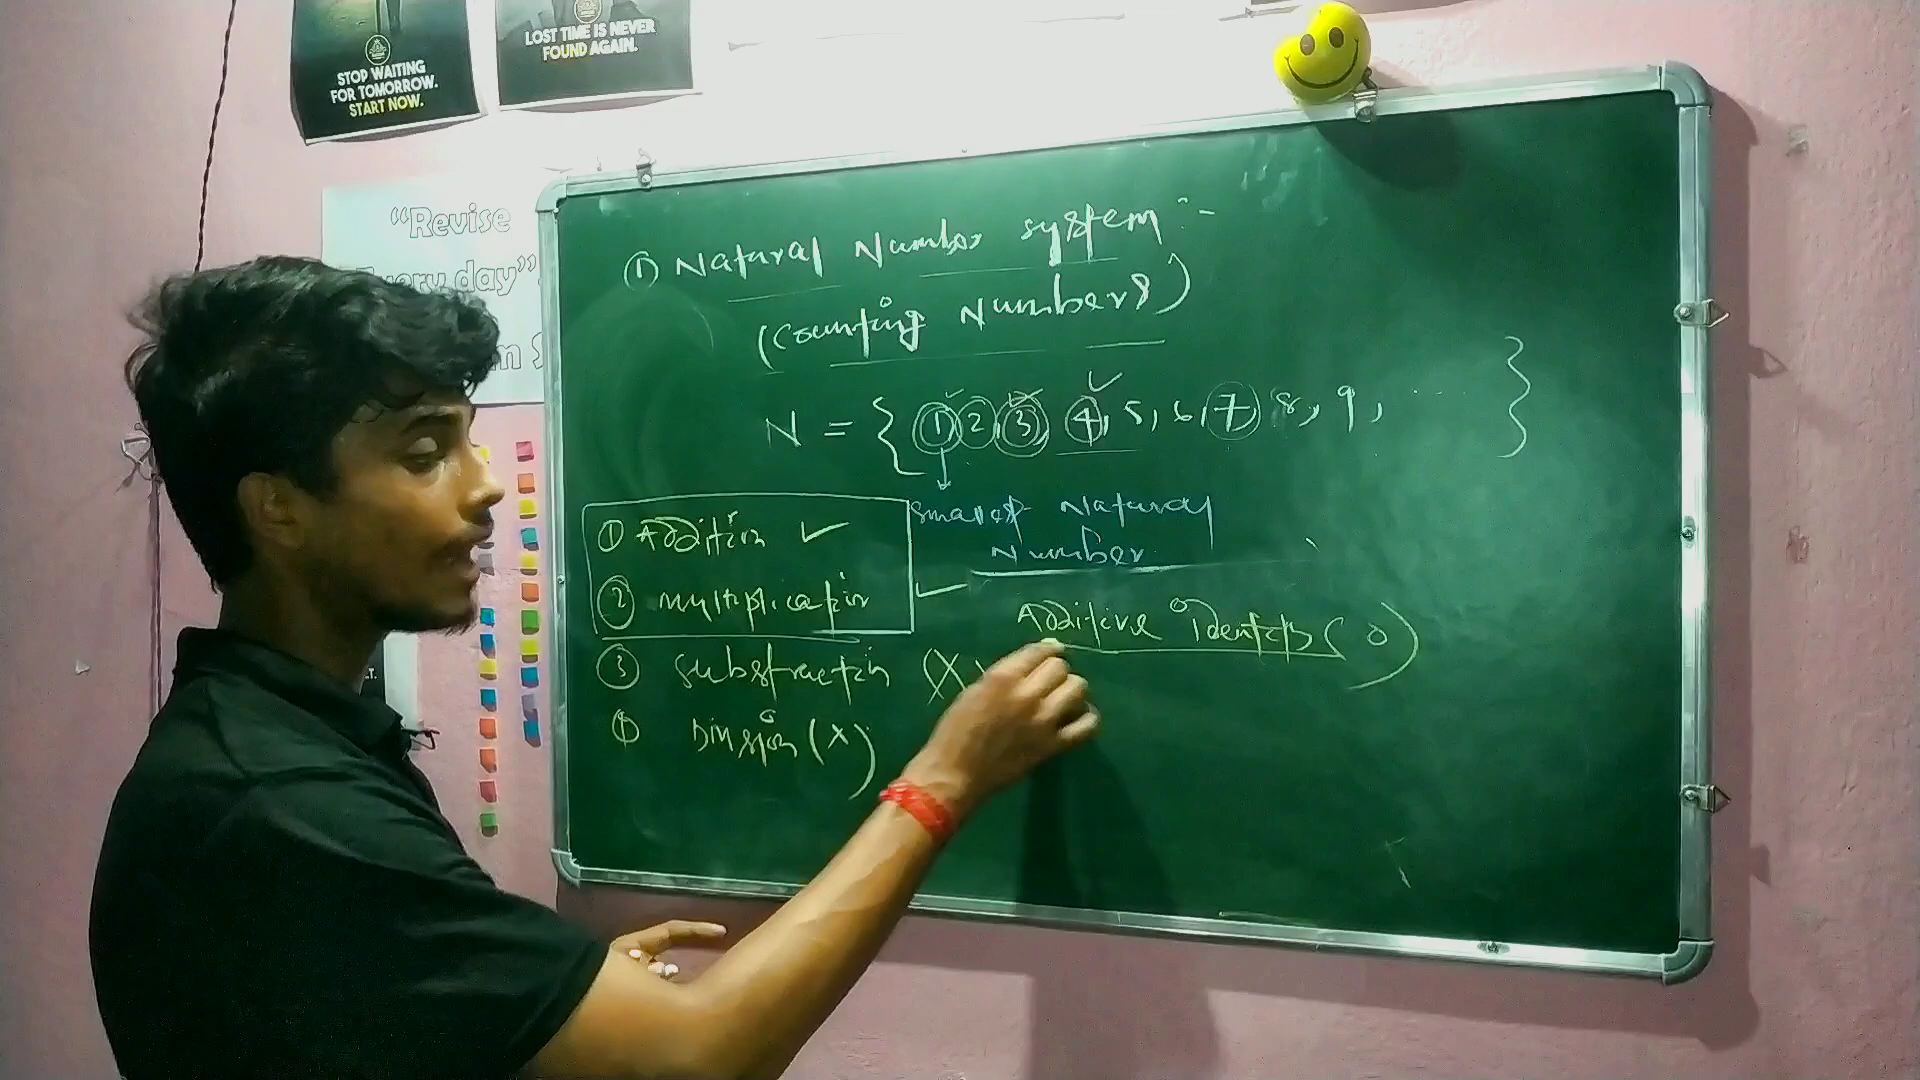 STOP WAITING
FOR TOMORROW.
START NOW.
LOST TIME IS NEVER
FOUND AGAIN.
“Revise
every day”
① Natural Number system :-
(Counting Numbers)
N = { ① ② ③, ④, 5, 6, 7, 8, 9, ..... }
smallest Natural
Number
① Addition ✓
② multiplication ✓
③ substraction (X)
④ Division (X)
Additive Identity (0)